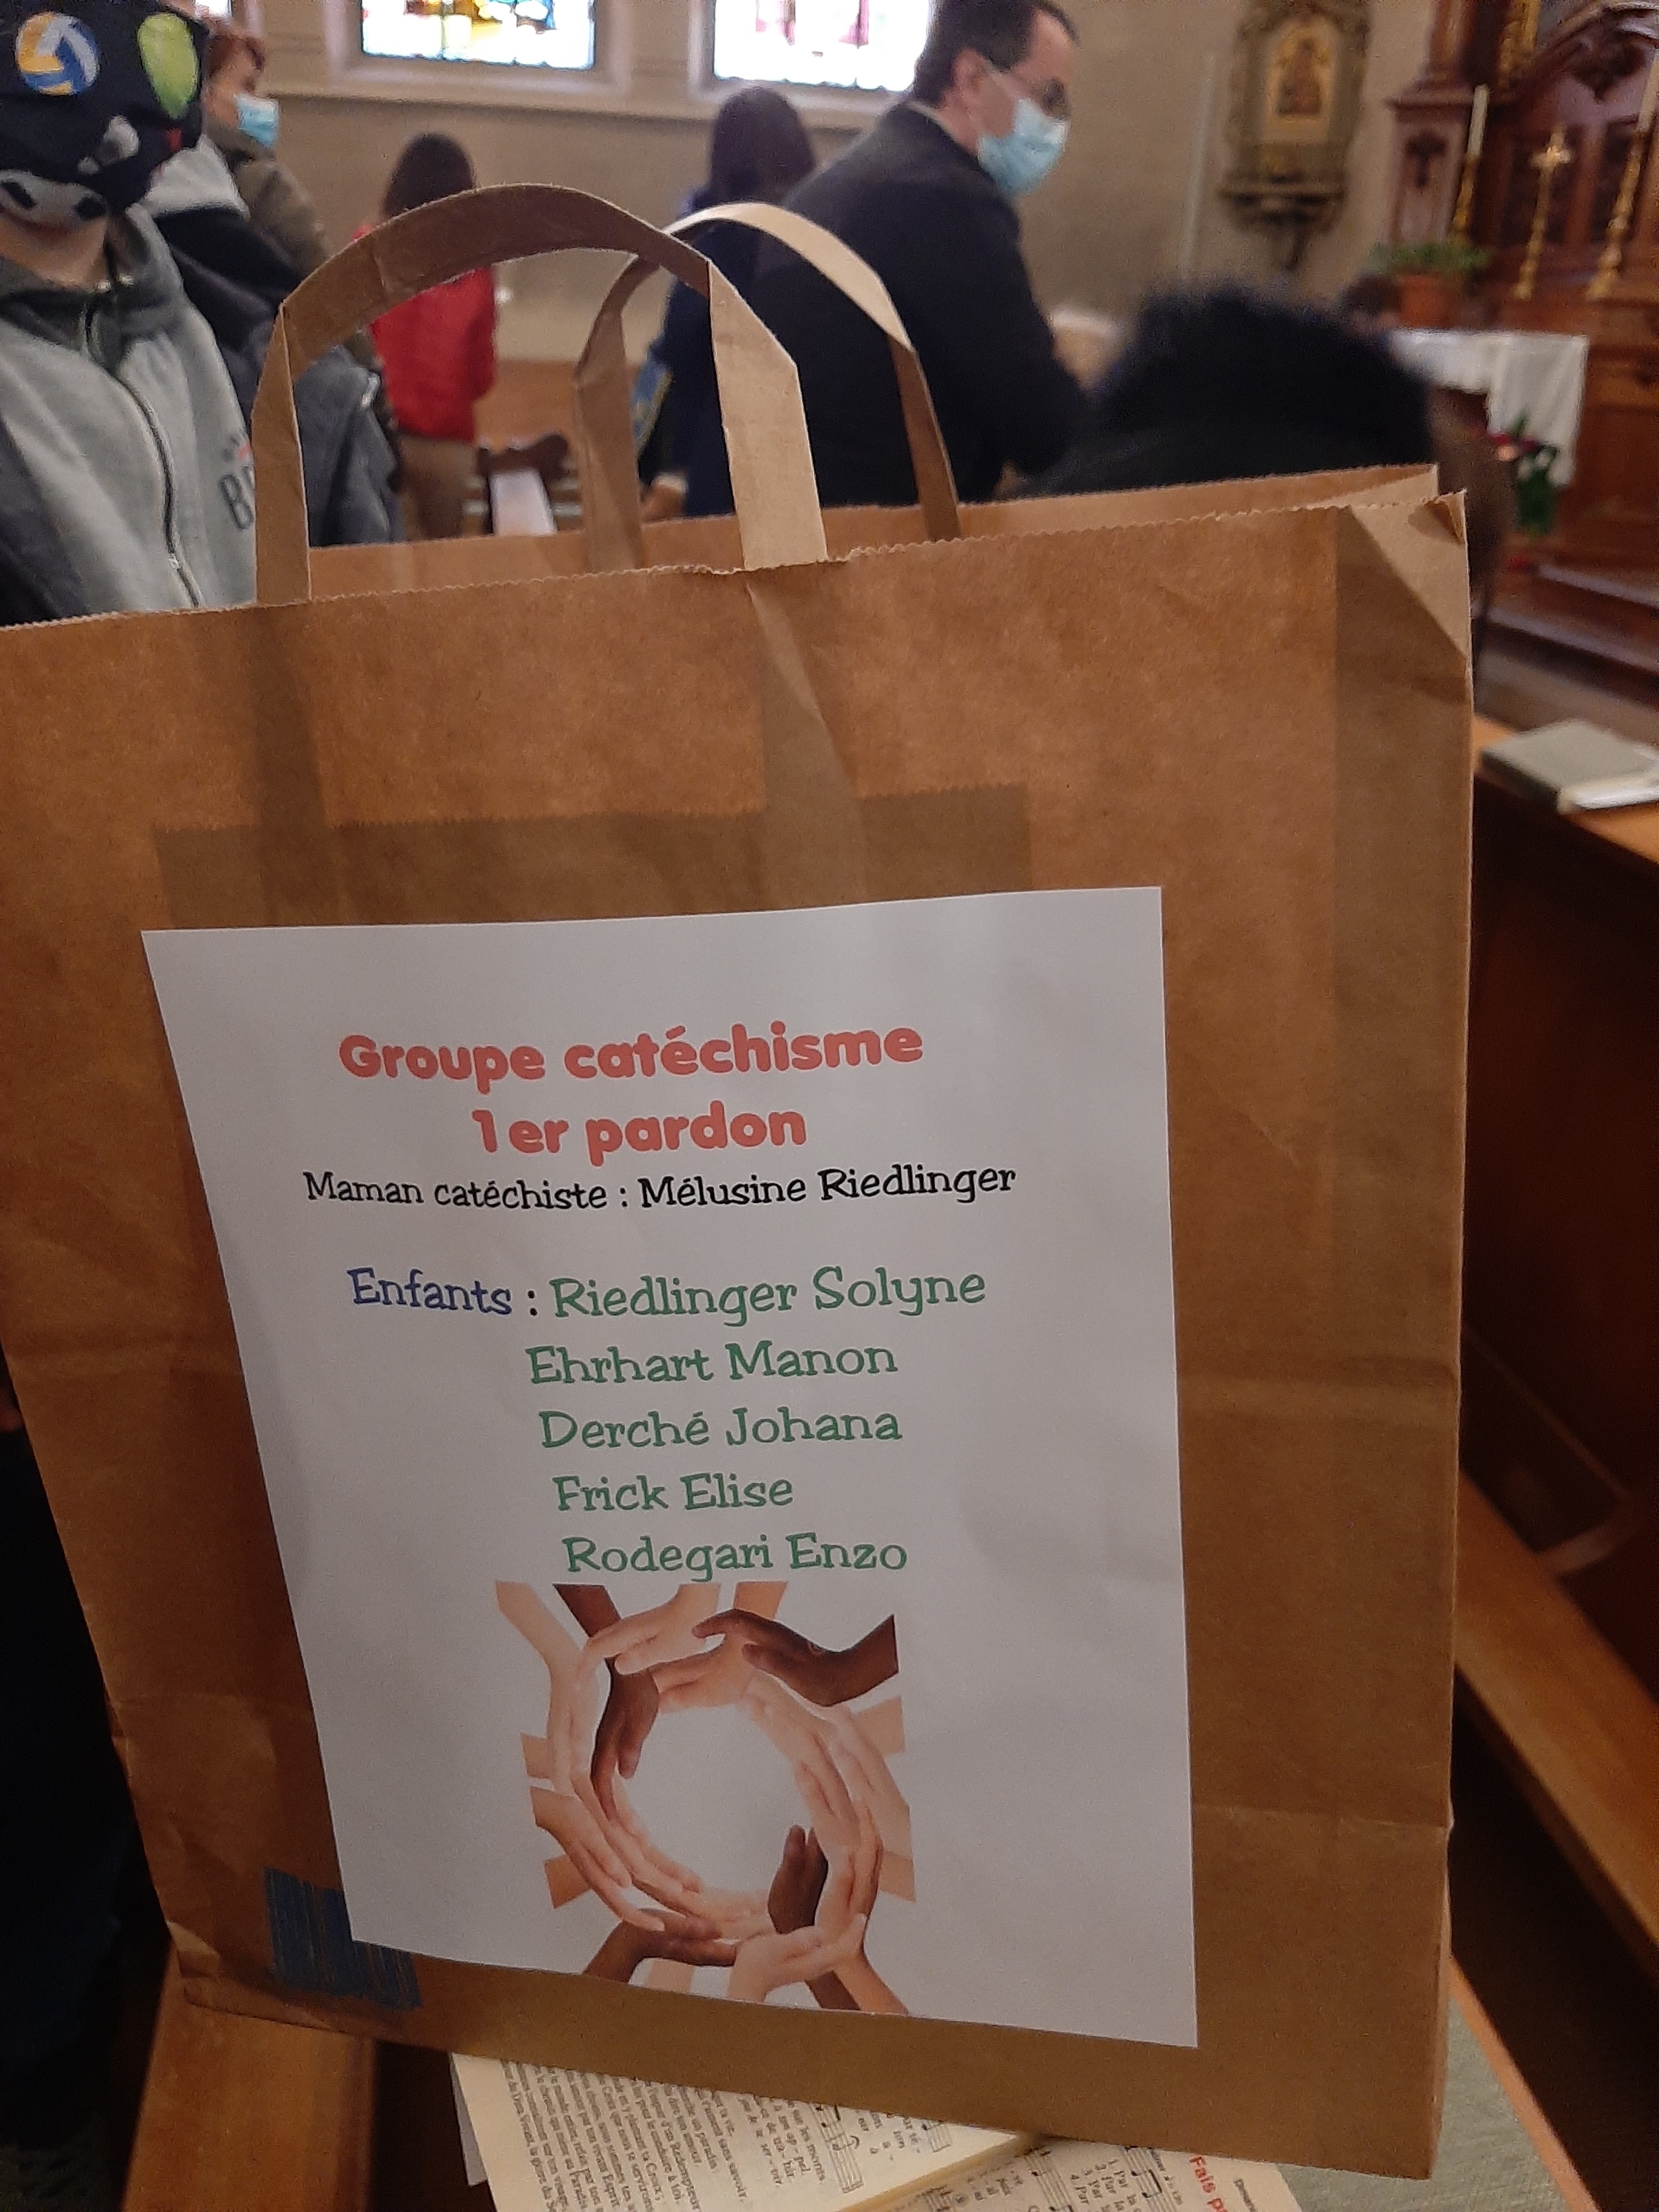 Groupe catéchisme
1er pardon
Maman catéchiste : Mélusine Riedlinger
Enfants : Riedlinger Solyne
Ehrhart Manon
Derché Johana
Frick Elise
Rodegari Enzo